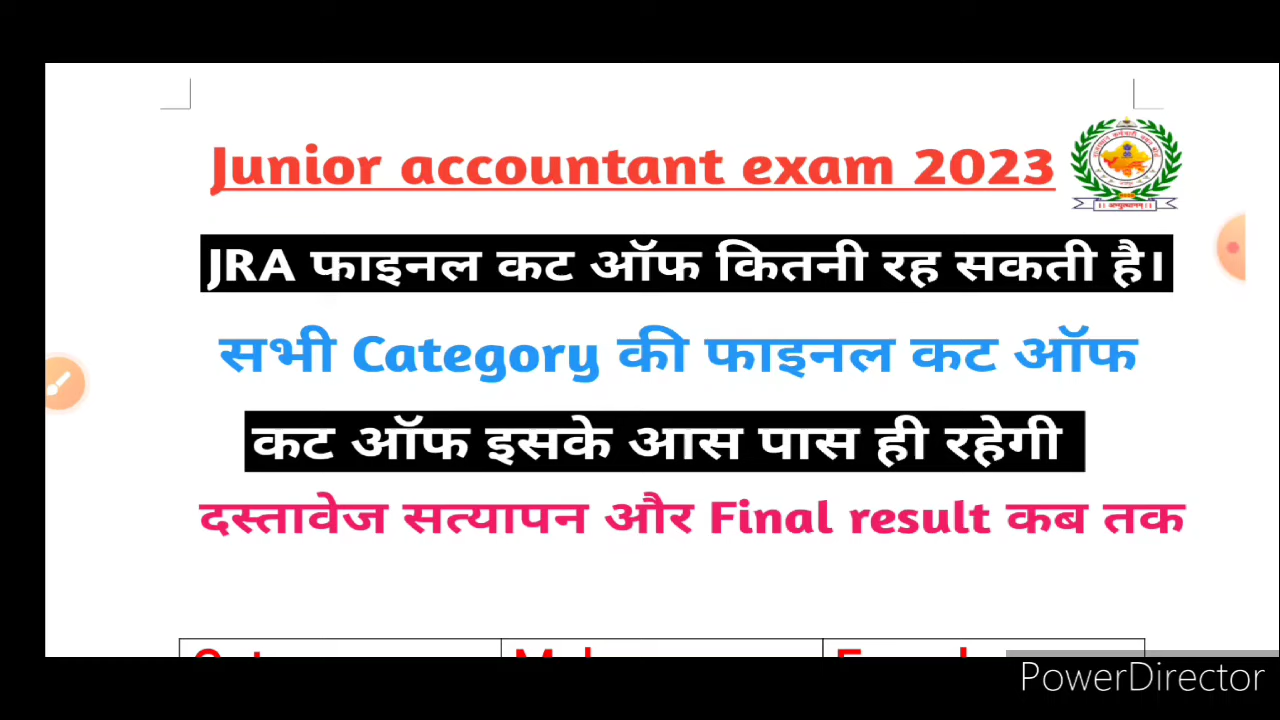 Junior accountant exam 2023
JRA फाइनल कट ऑफ कितनी रह सकती है।
सभी Category की फाइनल कट ऑफ
कट ऑफ इसके आस पास ही रहेगी
दस्तावेज सत्यापन और Final result कब तक
PowerDirector